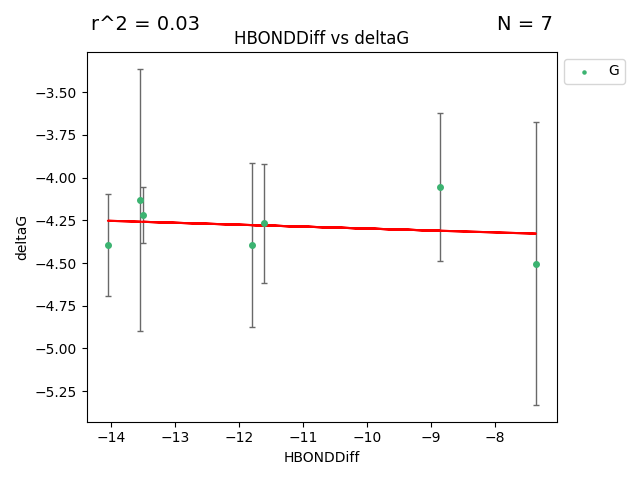 r^2 = 0.03
N = 7
HBONDDiff vs deltaG
G
−3.50
−3.75
−4.00
−4.25
−4.50
−4.75
−5.00
−5.25
deltaG
−14
−13
−12
−11
−10
−9
−8
HBONDDiff